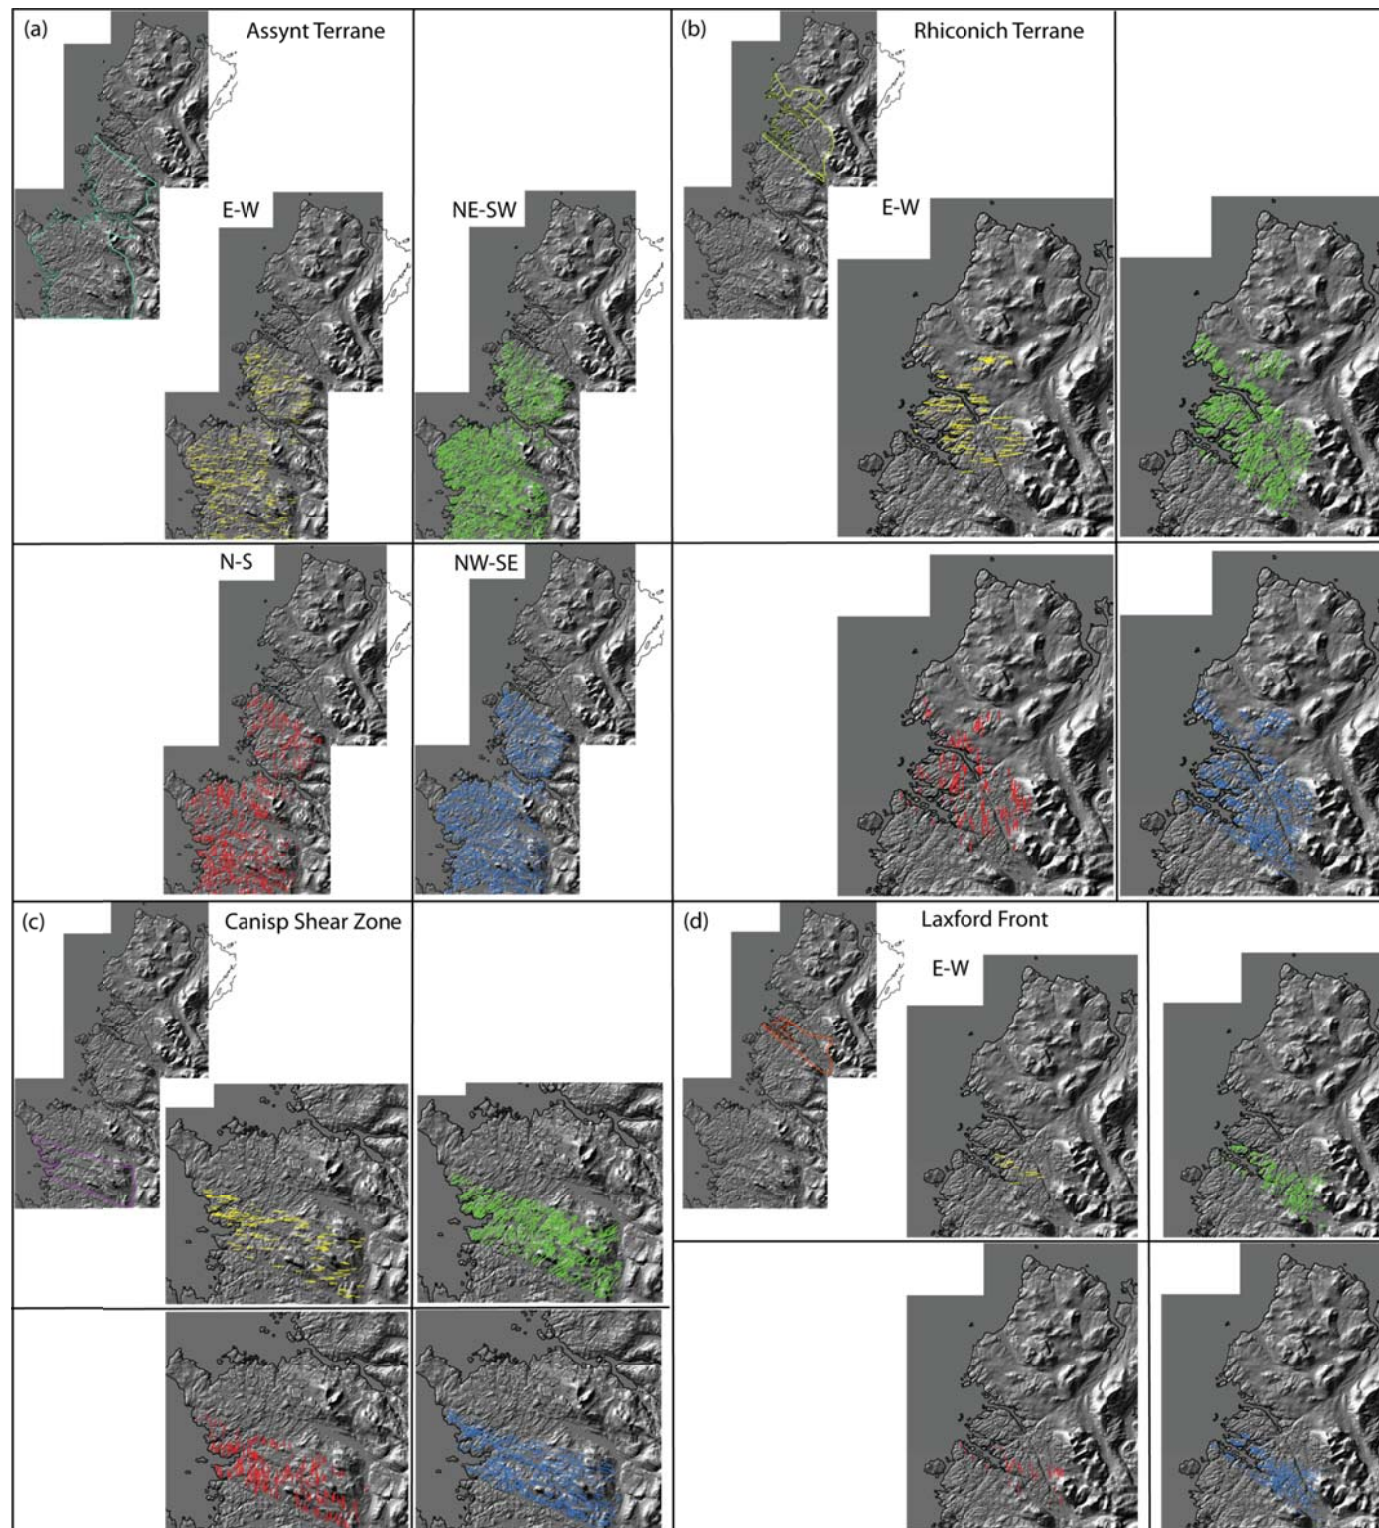 (a)
Assynt Terrane
E-W
NE-SW
N-S
NW-SE
(b)
Rhiconich Terrane
E-W
(c)
Canisp Shear Zone
(d)
Laxford Front
E-W